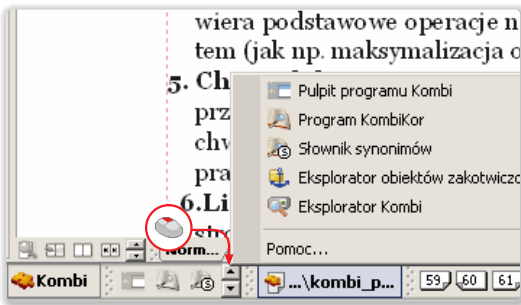 wiera podstawowe operacje n
tem (jak np. maksymalizacja o
5. Ch
prz
chw
pra
6.Li
Pulpit programu Kombi
Program KombiKor
Słownik synonimów
Eksplorator obiektów zakotwiczo
Eksplorator Kombi
Pomoc...
Norm...
Kombi
...\kombi_p...
59
60
61